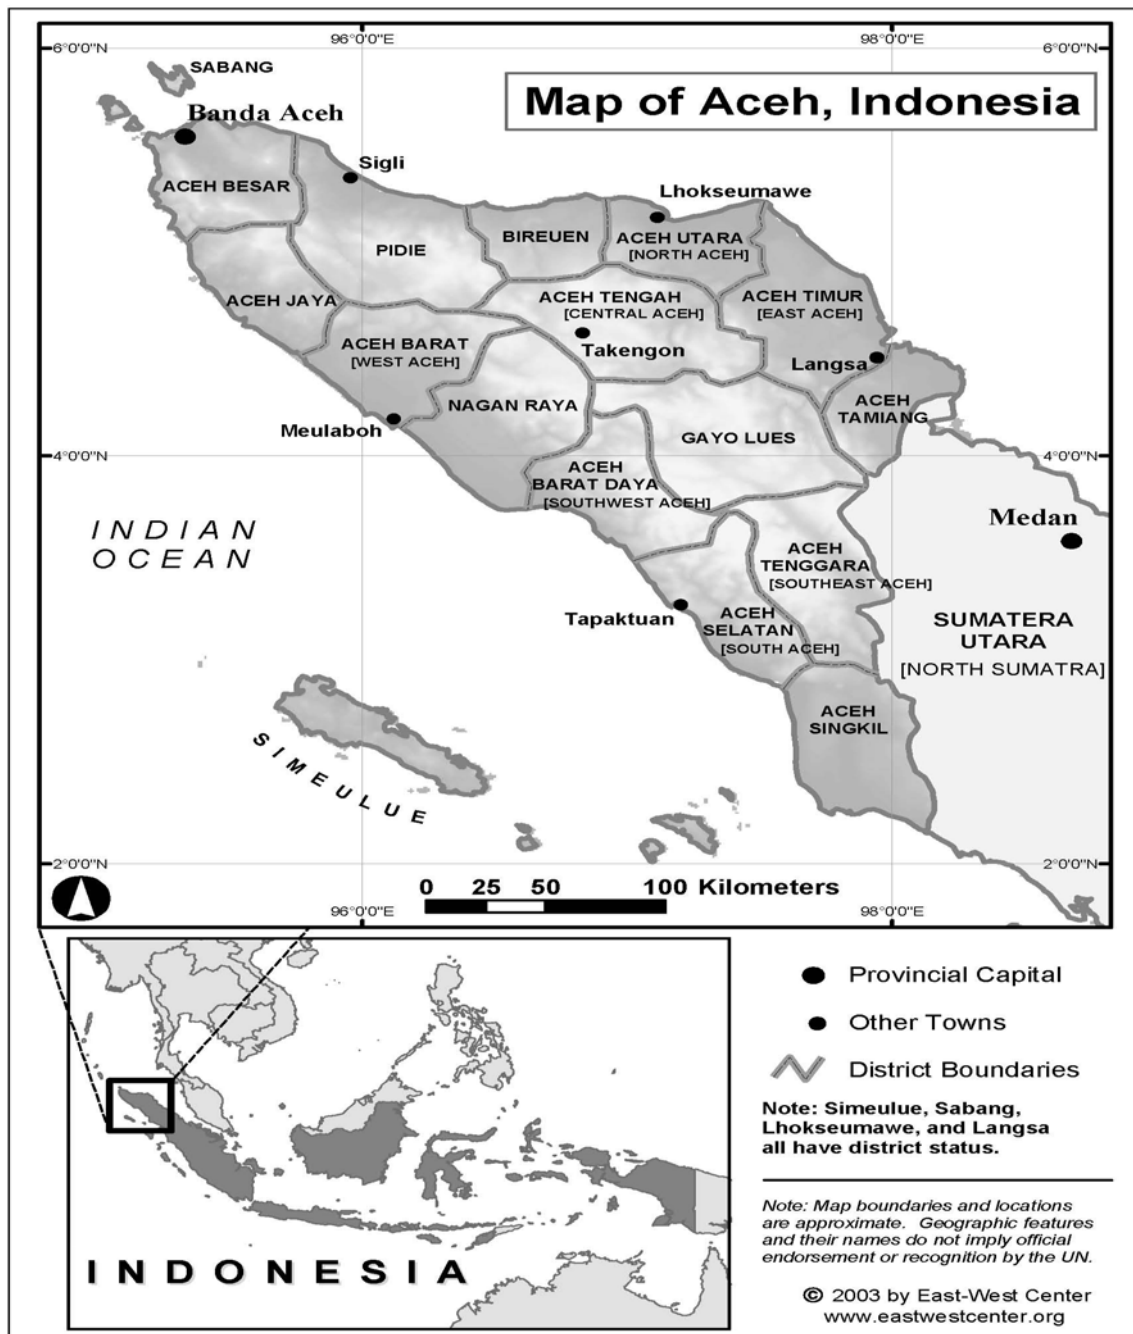 96°0'0"E
98°0'0"E
6°0'0"N
6°0'0"N
SABANG
Map of Aceh, Indonesia
Banda Aceh
Sigli
Lhokseumawe
ACEH BESAR
PIDIE
BIREUEN
ACEH UTARA
[NORTH ACEH]
ACEH JAYA
ACEH TENGAH
[CENTRAL ACEH]
ACEH TIMUR
[EAST ACEH]
ACEH BARAT
[WEST ACEH]
Takengon
Langsa
ACEH
TAMIANG
NAGAN RAYA
Meulaboh
GAYO LUES
4°0'0"N
4°0'0"N
ACEH
BARAT DAYA
[SOUTHWEST ACEH]
INDIAN
OCEAN
Medan
ACEH
TENGGARA
[SOUTHEAST ACEH]
Tapaktuan
ACEH
SELATAN
[SOUTH ACEH]
SUMATERA
UTARA
[NORTH SUMATRA]
ACEH
SINGKIL
SIMEULUE
2°0'0"N
2°0'0"N
0 25 50 100 Kilometers
96°0'0"E
98°0'0"E
INDONESIA
Provincial Capital
Other Towns
District Boundaries
Note: Simeulue, Sabang,
Lhokseumawe, and Langsa
all have district status.
Note: Map boundaries and locations
are approximate. Geographic features
and their names do not imply official
endorsement or recognition by the UN.
© 2003 by East-West Center
www.eastwestcenter.org